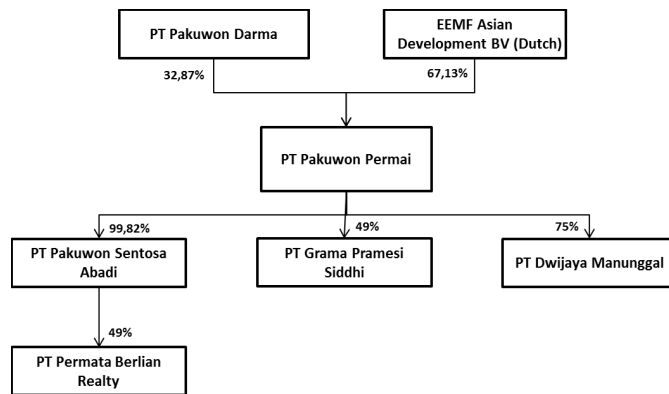 PT Pakuwon Darma
EEMF Asian
Development BV (Dutch)
32,87%
67,13%
PT Pakuwon Permai
99,82%
49%
75%
PT Pakuwon Sentosa
Abadi
PT Grama Pramesi
Siddhi
PT Dwijaya Manunggal
49%
PT Permata Berlian
Realty